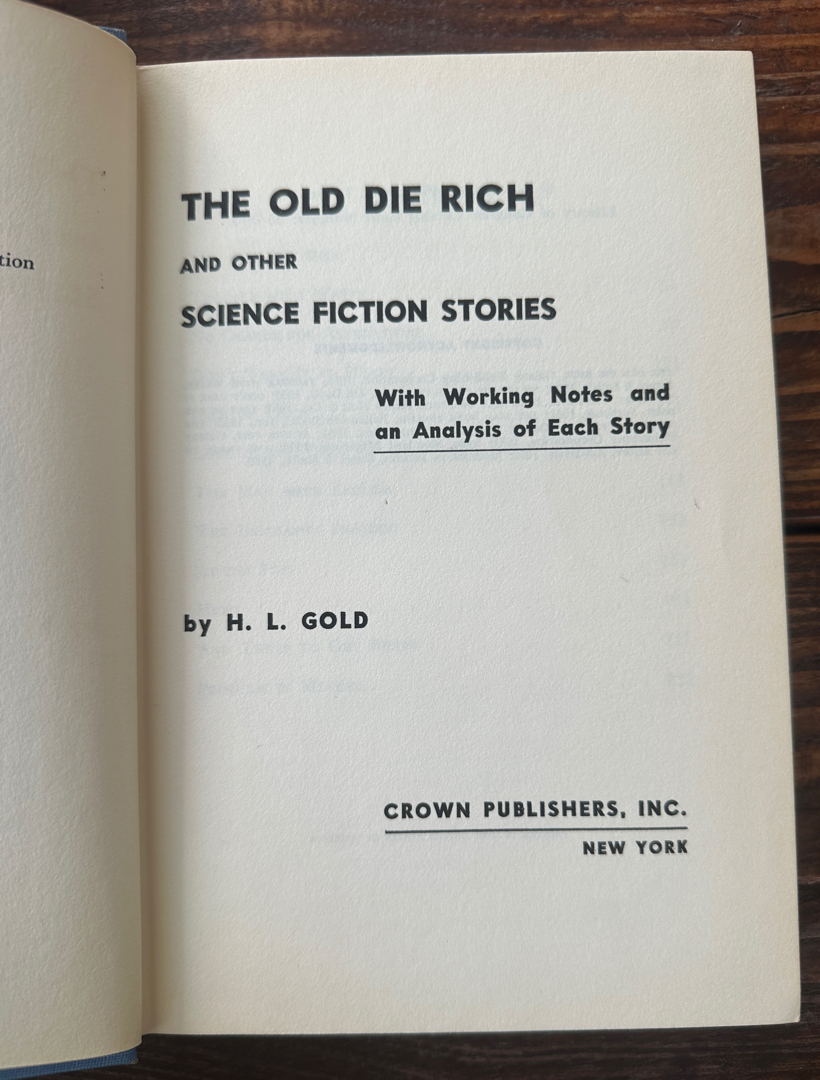 tion
THE OLD DIE RICH
AND OTHER
SCIENCE FICTION STORIES
With Working Notes and
an Analysis of Each Story
by H. L. GOLD
CROWN PUBLISHERS, INC.
NEW YORK